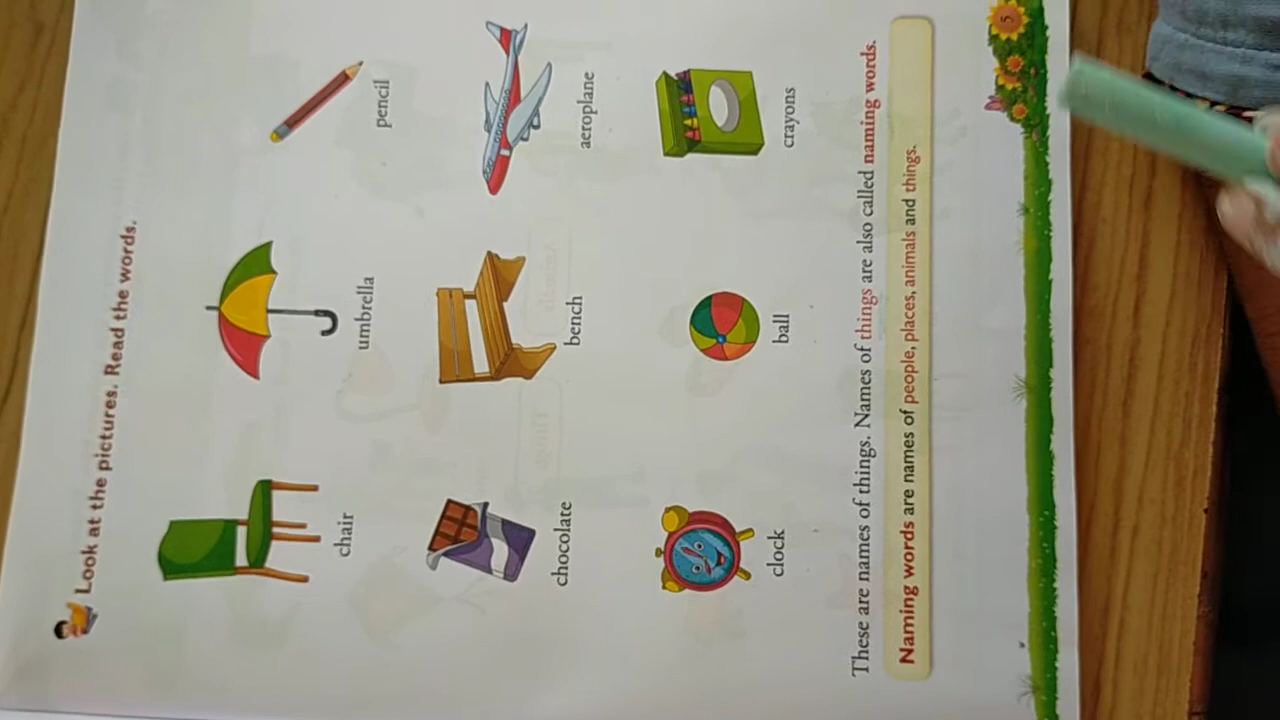 Look at the pictures. Read the words.
chair umbrella pencil
chocolate bench aeroplane
clock ball crayons
These are names of things. Names of things are also called naming words.
Naming words are names of people, places, animals and things.
5